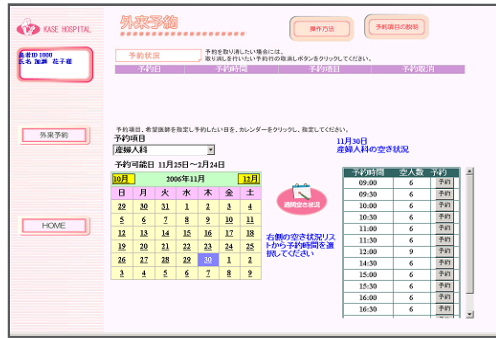 KASE HOSPITAL
外来予約
操作方法
予約項目の説明
患者ID 1000
氏名 加瀬 花子様
予約状況
予約を取り消したい場合には、
取り消しを行いたい予約行の取消しボタンをクリックしてください。
予約日 予約時間 予約項目 予約取消
外来予約
HOME
予約項目、希望医師を指定し予約したい日を、カレンダーをクリックし、指定してください。
予約項目
産婦人科
予約可能日 11月25日～2月24日
10月 2006年11月 12月
日 月 火 水 木 金 土
29 30 31 1 2 3 4
5 6 7 8 9 10 11
12 13 14 15 16 17 18
19 20 21 22 23 24 25
26 27 28 29 30 1 2
3 4 5 6 7 8 9
週間空き状況
右側の空き状況リス
トから予約時間を選
択してください
11月30日
産婦人科の空き状況
予約時間 空人数 予約
09:00 6 予約
09:30 6 予約
10:00 6 予約
10:30 6 予約
11:00 6 予約
11:30 6 予約
12:00 9 予約
14:30 6 予約
15:00 6 予約
15:30 6 予約
16:00 6 予約
16:30 6 予約